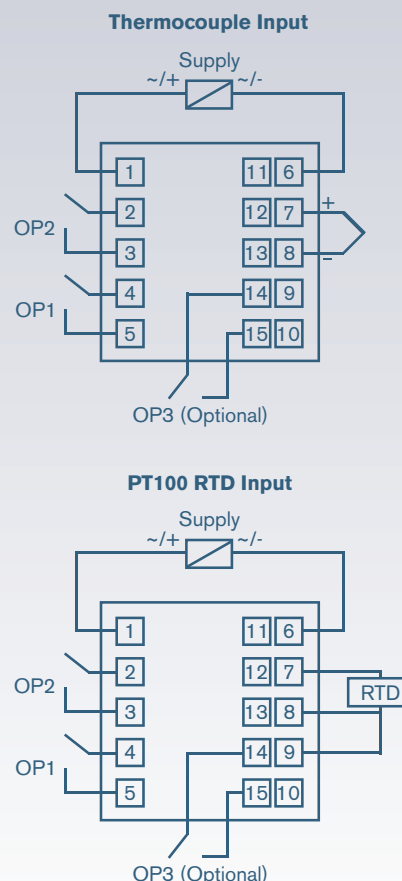 Thermocouple Input
Supply
~/+ ~/-
1 11 6
+
2 12 7
OP2
3 13 8
-
4 14 9
OP1
5 15 10
OP3 (Optional)
PT100 RTD Input
Supply
~/+ ~/-
1 11 6
2 12 7
OP2 RTD
3 13 8
4 14 9
OP1
5 15 10
OP3 (Optional)